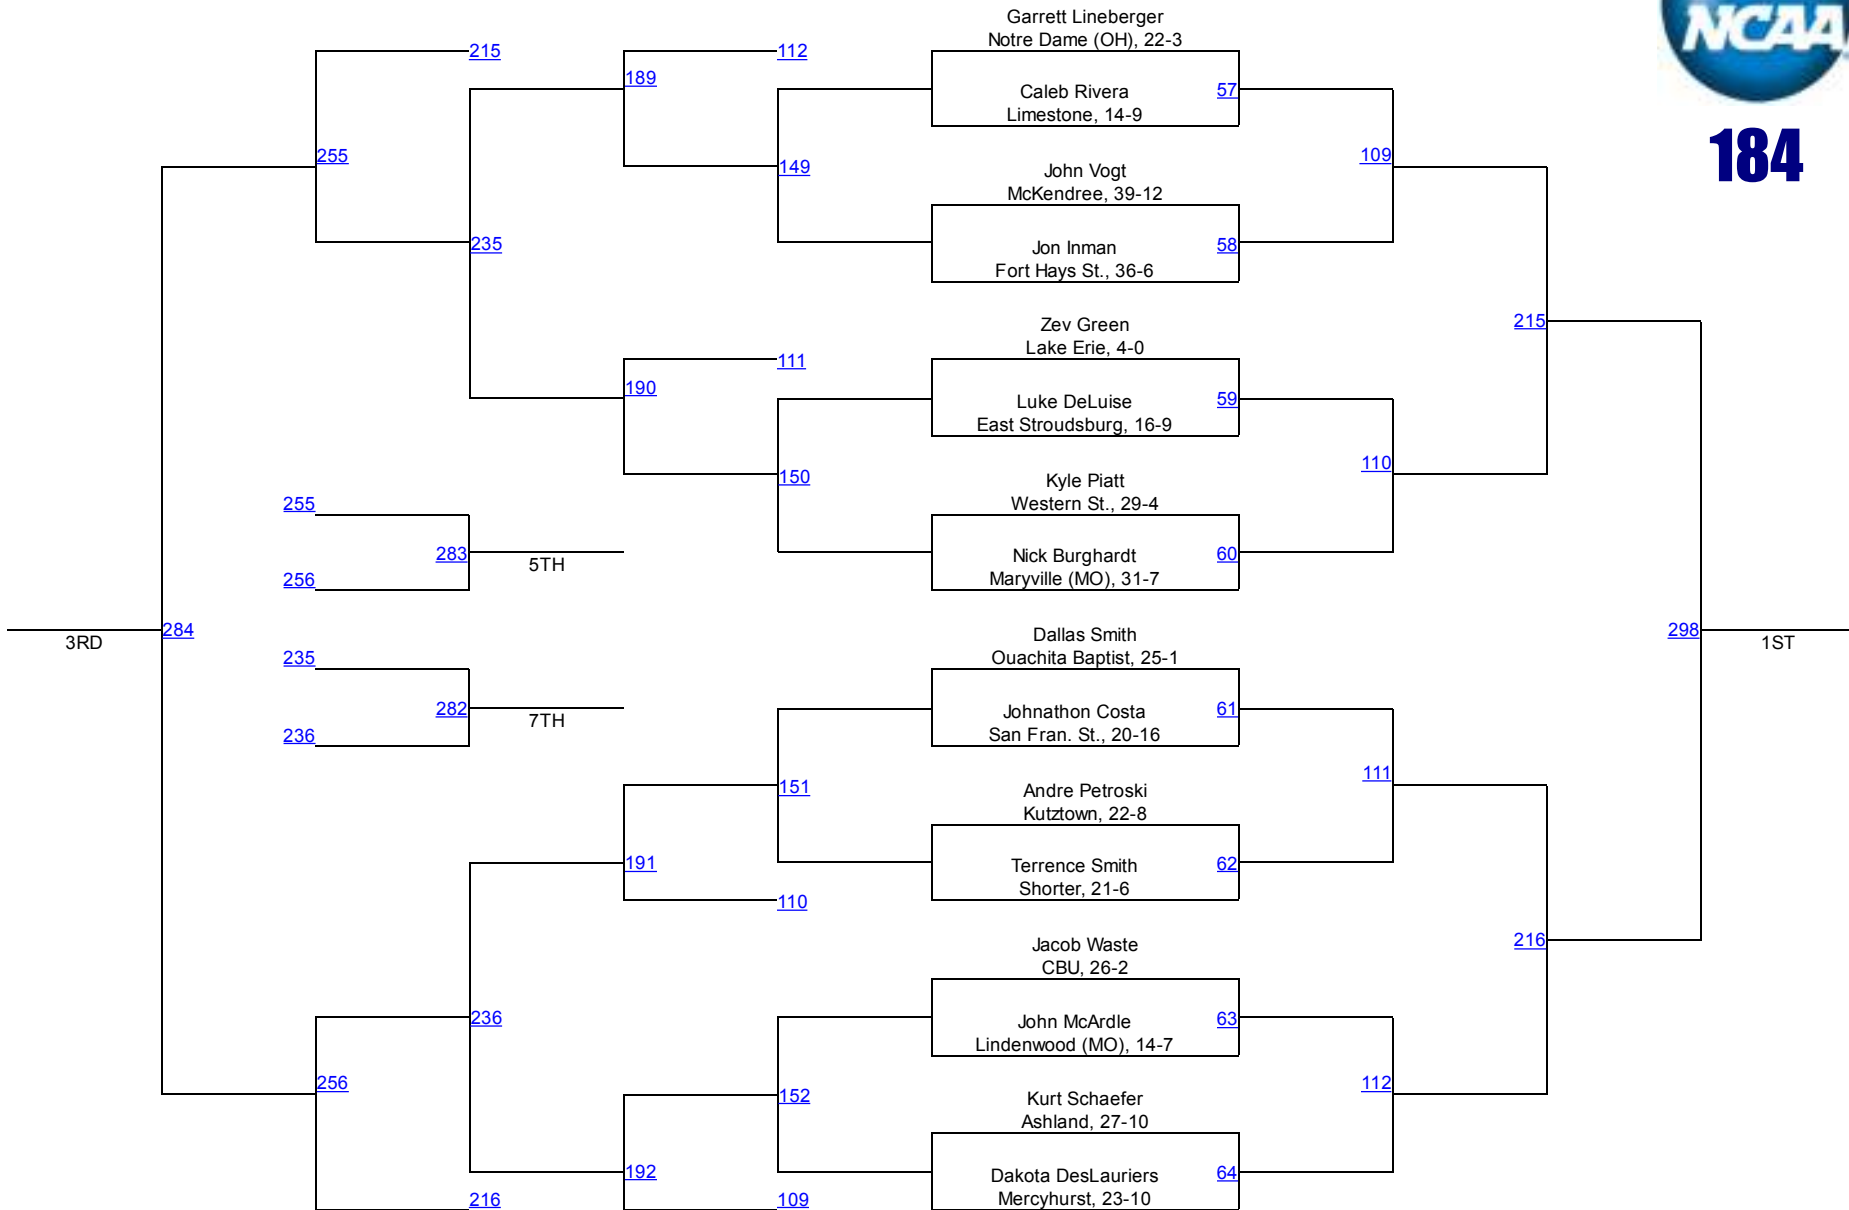 Garrett Lineberger
Notre Dame (OH), 22-3
NCAA
215
112
189
Caleb Rivera
57
Limestone, 14-9
184
255
109
149
John Vogt
McKendree, 39-12
235
Jon Inman
58
Fort Hays St., 36-6
Zev Green
215
Lake Erie, 4-0
111
190
Luke DeLuise
59
East Stroudsburg, 16-9
110
150
Kyle Piatt
255
Western St., 29-4
283
5TH
Nick Burghardt
60
256
Maryville (MO), 31-7
3RD
284
Dallas Smith
298
1ST
235
Ouachita Baptist, 25-1
282
7TH
Johnathon Costa
61
236
San Fran. St., 20-16
111
151
Andre Petroski
Kutztown, 22-8
191
Terrence Smith
62
Shorter, 21-6
110
Jacob Waste
216
CBU, 26-2
236
John McArdle
63
Lindenwood (MO), 14-7
256
112
152
Kurt Schaefer
Ashland, 27-10
192
Dakota DesLauriers
64
216
109
Mercyhurst, 23-10